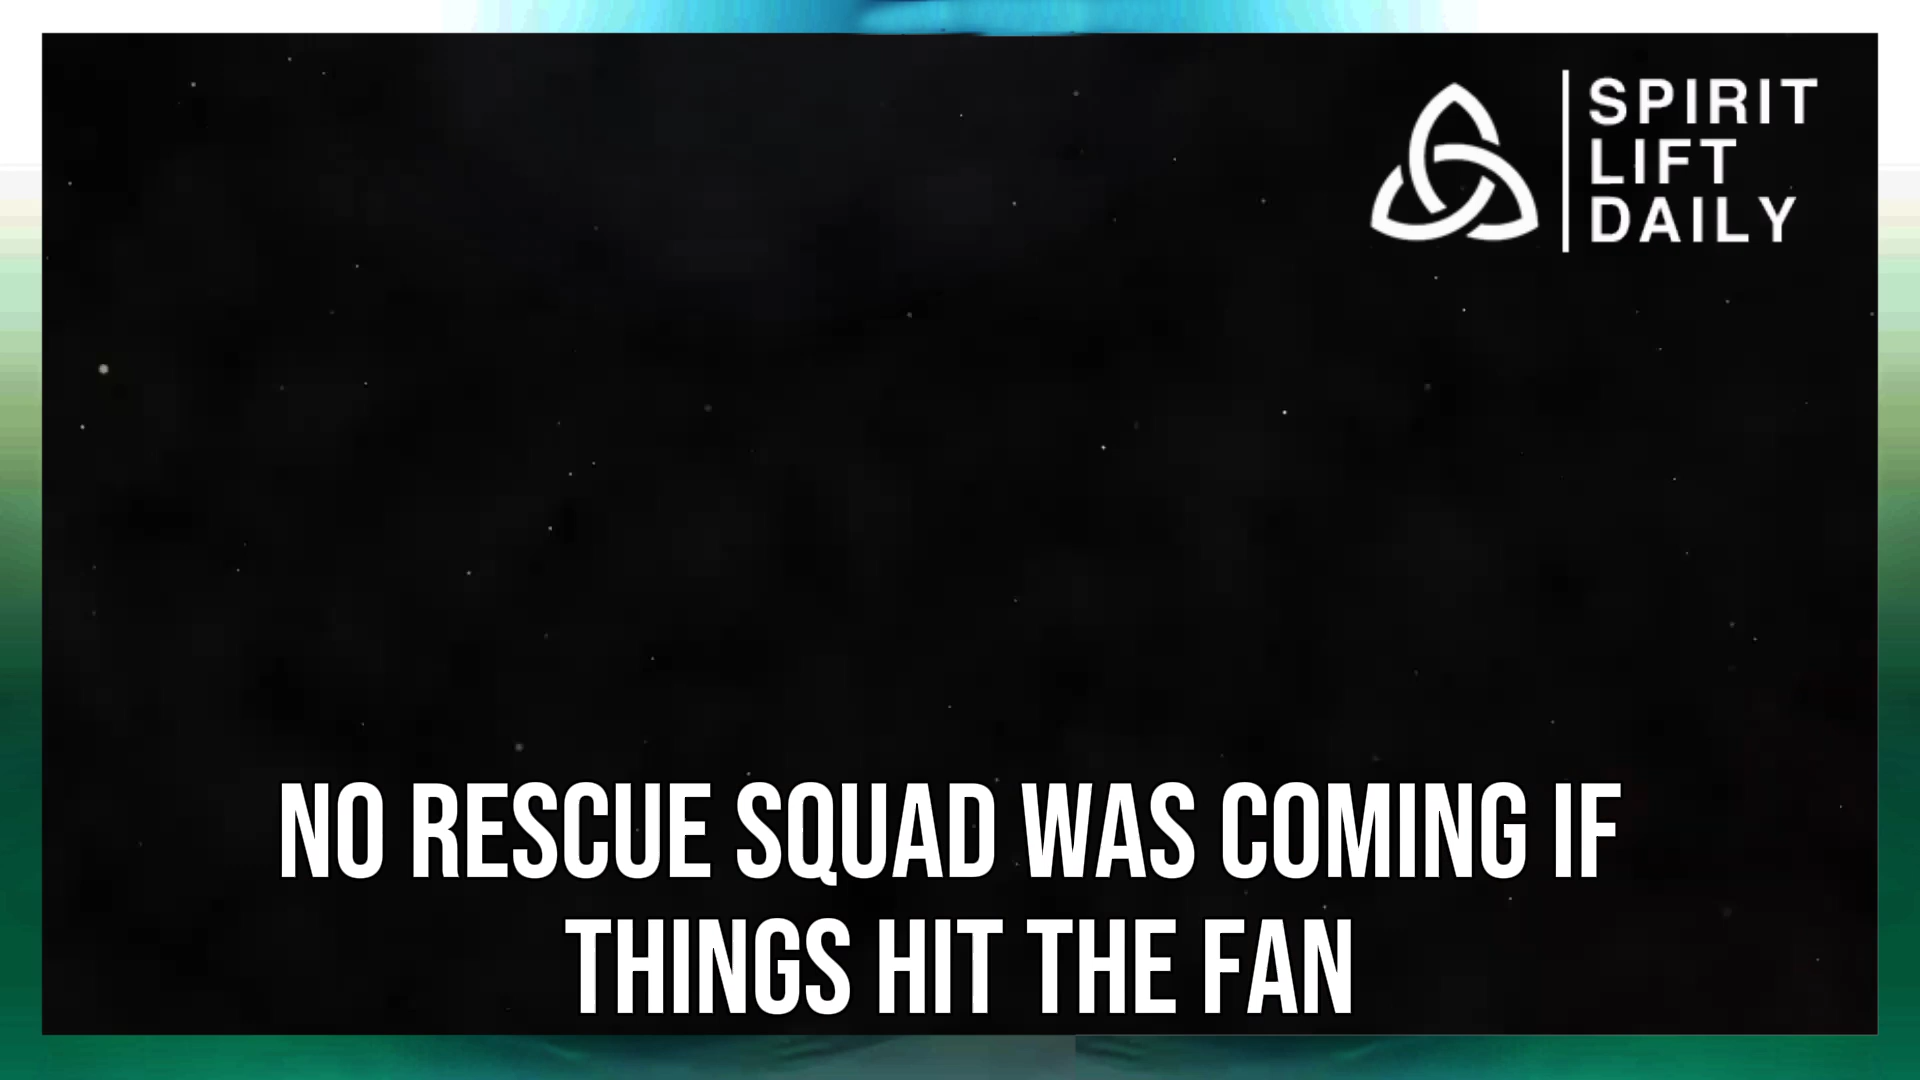 SPIRIT
LIFT
DAILY
NO RESCUE SQUAD WAS COMING IF
THINGS HIT THE FAN